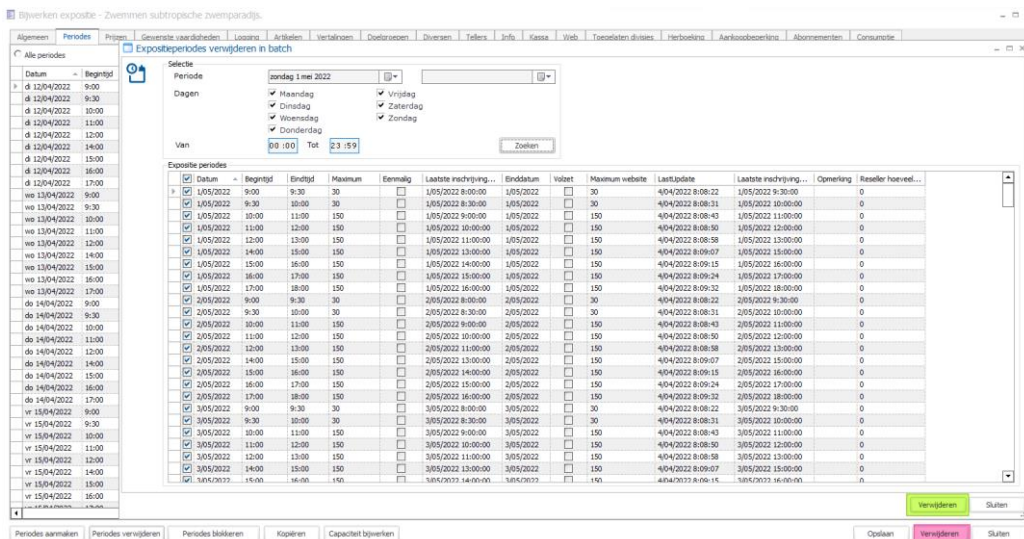 Bijwerken expositie - Zwemmen subtropische zwemparadijs.
Algemeen Periodes Prijzen Gewenste vaardigheden Logging Artikelen Vertalingen Doelgroepen Diversen Tellers Info Kassa Web Toegelaten divisies Herboeking Aankoopbeperking Abonnementen Consumptie
Alle periodes
Datum Begintijd
di 12/04/2022 9:00
di 12/04/2022 9:30
di 12/04/2022 10:00
di 12/04/2022 11:00
di 12/04/2022 12:00
di 12/04/2022 14:00
di 12/04/2022 15:00
di 12/04/2022 16:00
di 12/04/2022 17:00
wo 13/04/2022 9:00
wo 13/04/2022 9:30
wo 13/04/2022 10:00
wo 13/04/2022 11:00
wo 13/04/2022 12:00
wo 13/04/2022 14:00
wo 13/04/2022 15:00
wo 13/04/2022 16:00
wo 13/04/2022 17:00
do 14/04/2022 9:00
do 14/04/2022 9:30
do 14/04/2022 10:00
do 14/04/2022 11:00
do 14/04/2022 12:00
do 14/04/2022 14:00
do 14/04/2022 15:00
do 14/04/2022 16:00
do 14/04/2022 17:00
vr 15/04/2022 9:00
vr 15/04/2022 9:30
vr 15/04/2022 10:00
vr 15/04/2022 11:00
vr 15/04/2022 12:00
vr 15/04/2022 14:00
vr 15/04/2022 15:00
vr 15/04/2022 16:00
Expositieperiodes verwijderen in batch
Selectie
Periode zondag 1 mei 2022
Dagen Maandag Vrijdag
Dinsdag Zaterdag
Woensdag Zondag
Donderdag
Van 00 :00 Tot 23 :59 Zoeken
Expositie periodes
Datum Begintijd Eindtijd Maximum Eenmalig Laatste inschrijving... Einddatum Volzet Maximum website LastUpdate Laatste inschrijving... Opmerking Reseller hoeveel...
1/05/2022 9:00 9:30 30 1/05/2022 8:00:00 1/05/2022 30 4/04/2022 8:08:22 1/05/2022 9:30:00 0
1/05/2022 9:30 10:00 30 1/05/2022 8:30:00 1/05/2022 30 4/04/2022 8:08:31 1/05/2022 10:00:00 0
1/05/2022 10:00 11:00 150 1/05/2022 9:00:00 1/05/2022 150 4/04/2022 8:08:43 1/05/2022 11:00:00 0
1/05/2022 11:00 12:00 150 1/05/2022 10:00:00 1/05/2022 150 4/04/2022 8:08:50 1/05/2022 12:00:00 0
1/05/2022 12:00 13:00 150 1/05/2022 11:00:00 1/05/2022 150 4/04/2022 8:08:58 1/05/2022 13:00:00 0
1/05/2022 14:00 15:00 150 1/05/2022 13:00:00 1/05/2022 150 4/04/2022 8:09:07 1/05/2022 15:00:00 0
1/05/2022 15:00 16:00 150 1/05/2022 14:00:00 1/05/2022 150 4/04/2022 8:09:15 1/05/2022 16:00:00 0
1/05/2022 16:00 17:00 150 1/05/2022 15:00:00 1/05/2022 150 4/04/2022 8:09:24 1/05/2022 17:00:00 0
1/05/2022 17:00 18:00 150 1/05/2022 16:00:00 1/05/2022 150 4/04/2022 8:09:32 1/05/2022 18:00:00 0
2/05/2022 9:00 9:30 30 2/05/2022 8:00:00 2/05/2022 30 4/04/2022 8:08:22 2/05/2022 9:30:00 0
2/05/2022 9:30 10:00 30 2/05/2022 8:30:00 2/05/2022 30 4/04/2022 8:08:31 2/05/2022 10:00:00 0
2/05/2022 10:00 11:00 150 2/05/2022 9:00:00 2/05/2022 150 4/04/2022 8:08:43 2/05/2022 11:00:00 0
2/05/2022 11:00 12:00 150 2/05/2022 10:00:00 2/05/2022 150 4/04/2022 8:08:50 2/05/2022 12:00:00 0
2/05/2022 12:00 13:00 150 2/05/2022 11:00:00 2/05/2022 150 4/04/2022 8:08:58 2/05/2022 13:00:00 0
2/05/2022 14:00 15:00 150 2/05/2022 13:00:00 2/05/2022 150 4/04/2022 8:09:07 2/05/2022 15:00:00 0
2/05/2022 15:00 16:00 150 2/05/2022 14:00:00 2/05/2022 150 4/04/2022 8:09:15 2/05/2022 16:00:00 0
2/05/2022 16:00 17:00 150 2/05/2022 15:00:00 2/05/2022 150 4/04/2022 8:09:24 2/05/2022 17:00:00 0
2/05/2022 17:00 18:00 150 2/05/2022 16:00:00 2/05/2022 150 4/04/2022 8:09:32 2/05/2022 18:00:00 0
3/05/2022 9:00 9:30 30 3/05/2022 8:00:00 3/05/2022 30 4/04/2022 8:08:22 3/05/2022 9:30:00 0
3/05/2022 9:30 10:00 30 3/05/2022 8:30:00 3/05/2022 30 4/04/2022 8:08:31 3/05/2022 10:00:00 0
3/05/2022 10:00 11:00 150 3/05/2022 9:00:00 3/05/2022 150 4/04/2022 8:08:43 3/05/2022 11:00:00 0
3/05/2022 11:00 12:00 150 3/05/2022 10:00:00 3/05/2022 150 4/04/2022 8:08:50 3/05/2022 12:00:00 0
3/05/2022 12:00 13:00 150 3/05/2022 11:00:00 3/05/2022 150 4/04/2022 8:08:58 3/05/2022 13:00:00 0
3/05/2022 14:00 15:00 150 3/05/2022 13:00:00 3/05/2022 150 4/04/2022 8:09:07 3/05/2022 15:00:00 0
3/05/2022 15:00 16:00 150 3/05/2022 14:00:00 3/05/2022 150 4/04/2022 8:09:15 3/05/2022 16:00:00 0
Verwijderen Sluiten
Periodes aanmaken Periodes verwijderen Periodes blokkeren Kopiëren Capaciteit bijwerken Opslaan Verwijderen Sluiten